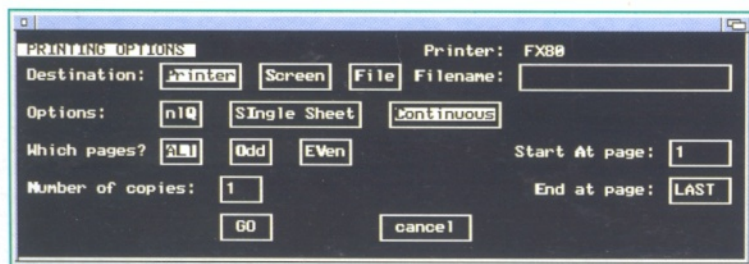 PRINTING OPTIONS Printer: FX80
Destination: Printer Screen File Filename:
Options: nlQ SIngle Sheet Continuous
Which pages? ALl Odd EVen Start At page: 1
Number of copies: 1 End at page: LAST
GO cancel